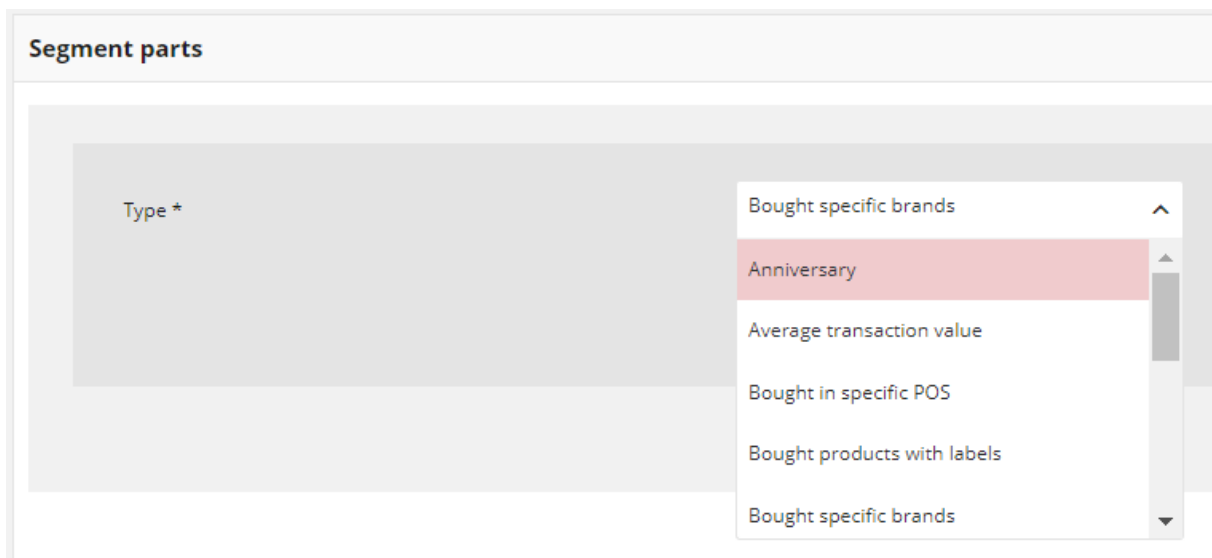 Segment parts
Type *
Bought specific brands
Anniversary
Average transaction value
Bought in specific POS
Bought products with labels
Bought specific brands